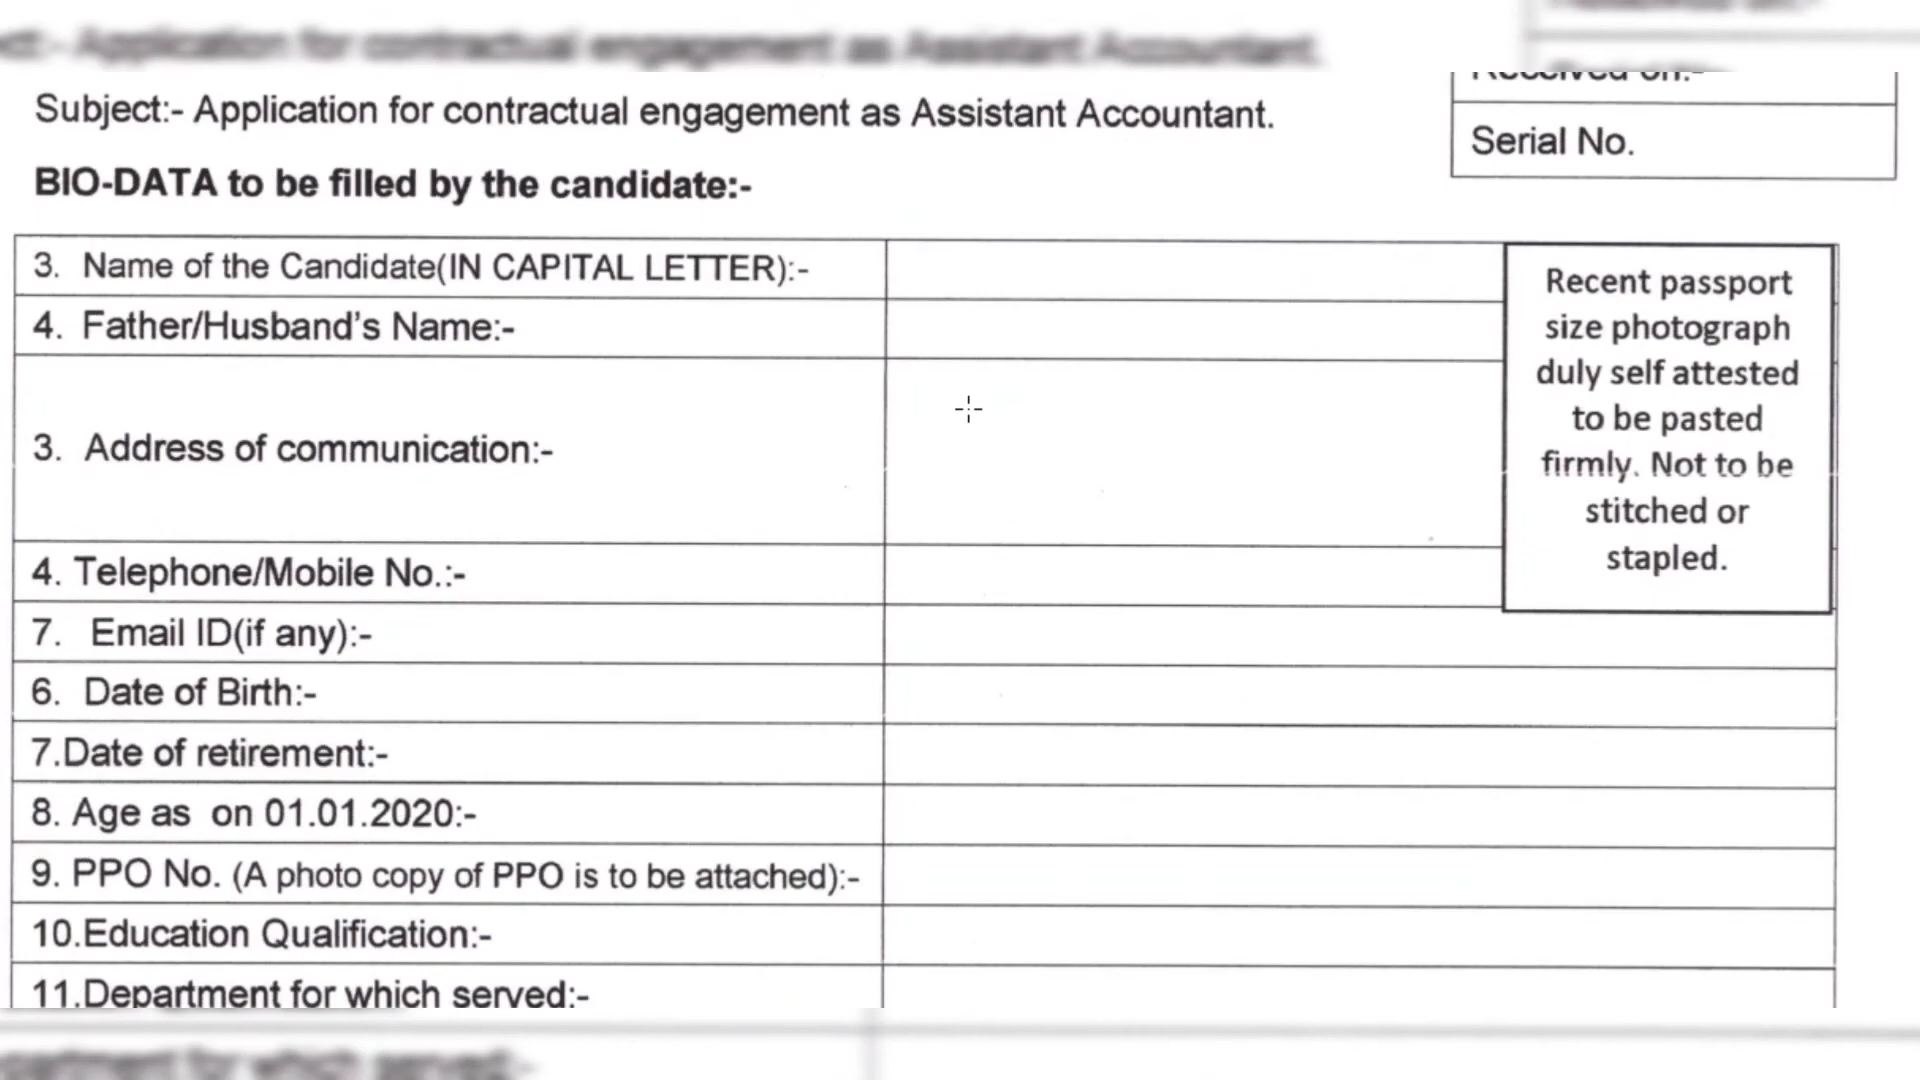 Subject:- Application for contractual engagement as Assistant Accountant.
Received on:-
Serial No.
BIO-DATA to be filled by the candidate:-
3. Name of the Candidate(IN CAPITAL LETTER):-
4. Father/Husband's Name:-
3. Address of communication:-
4. Telephone/Mobile No.:-
7. Email ID(if any):-
6. Date of Birth:-
7.Date of retirement:-
8. Age as on 01.01.2020:-
9. PPO No. (A photo copy of PPO is to be attached):-
10.Education Qualification:-
11.Department for which served:-
Recent passport
size photograph
duly self attested
to be pasted
firmly. Not to be
stitched or
stapled.